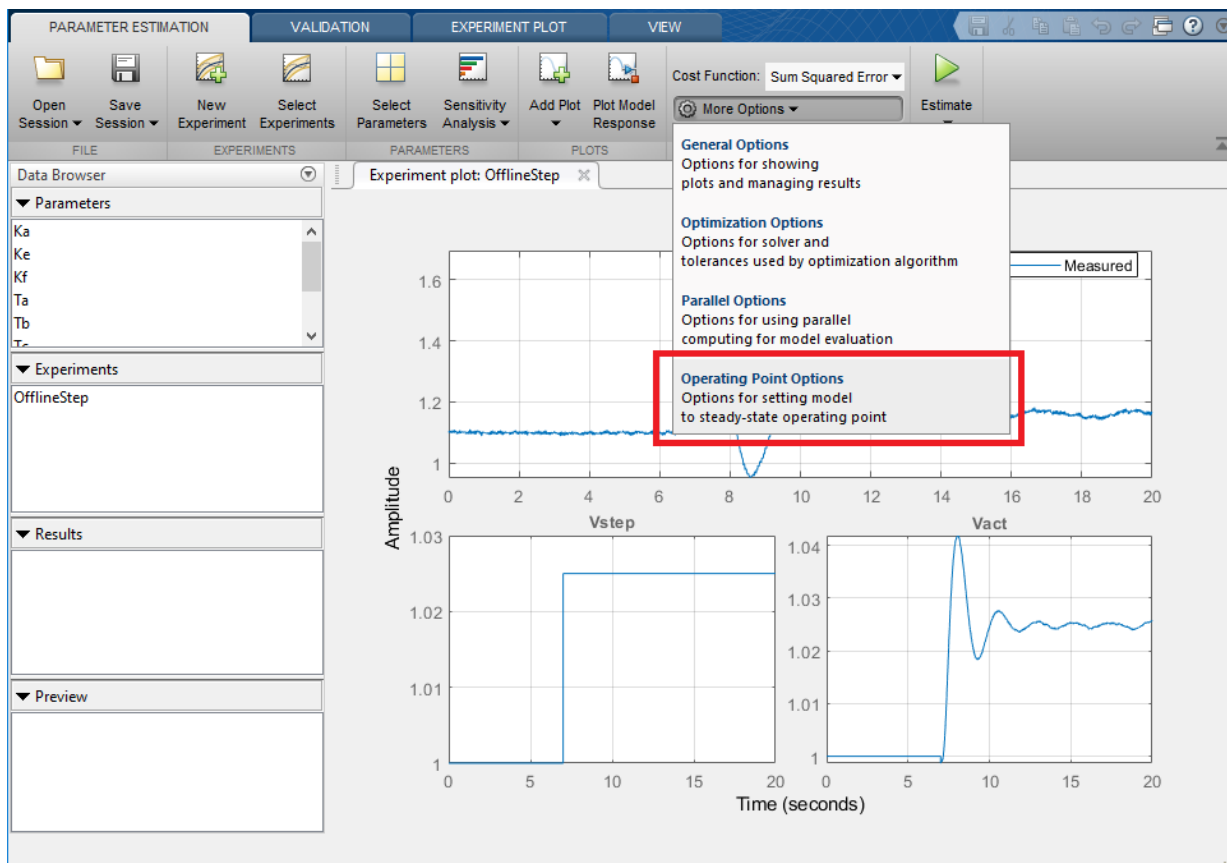 PARAMETER ESTIMATION
VALIDATION
EXPERIMENT PLOT
VIEW
Open
Session
Save
Session
New
Experiment
Select
Experiments
Select
Parameters
Sensitivity
Analysis
Add Plot
Plot Model
Response
Cost Function: Sum Squared Error
More Options
Estimate
FILE
EXPERIMENTS
PARAMETERS
PLOTS
General Options
Options for showing
plots and managing results
Optimization Options
Options for solver and
tolerances used by optimization algorithm
Parallel Options
Options for using parallel
computing for model evaluation
Operating Point Options
Options for setting model
to steady-state operating point
Data Browser
Parameters
Ka
Ke
Kf
Ta
Tb
Tc
Experiments
OfflineStep
Results
Preview
Experiment plot: OfflineStep
Measured
1.6
1.4
1.2
1
0 2 4 6 8 10 12 14 16 18 20
Amplitude
Vstep
1.03
1.02
1.01
1
0 5 10 15 20
Vact
1.04
1.03
1.02
1.01
1
0 5 10 15 20
Time (seconds)